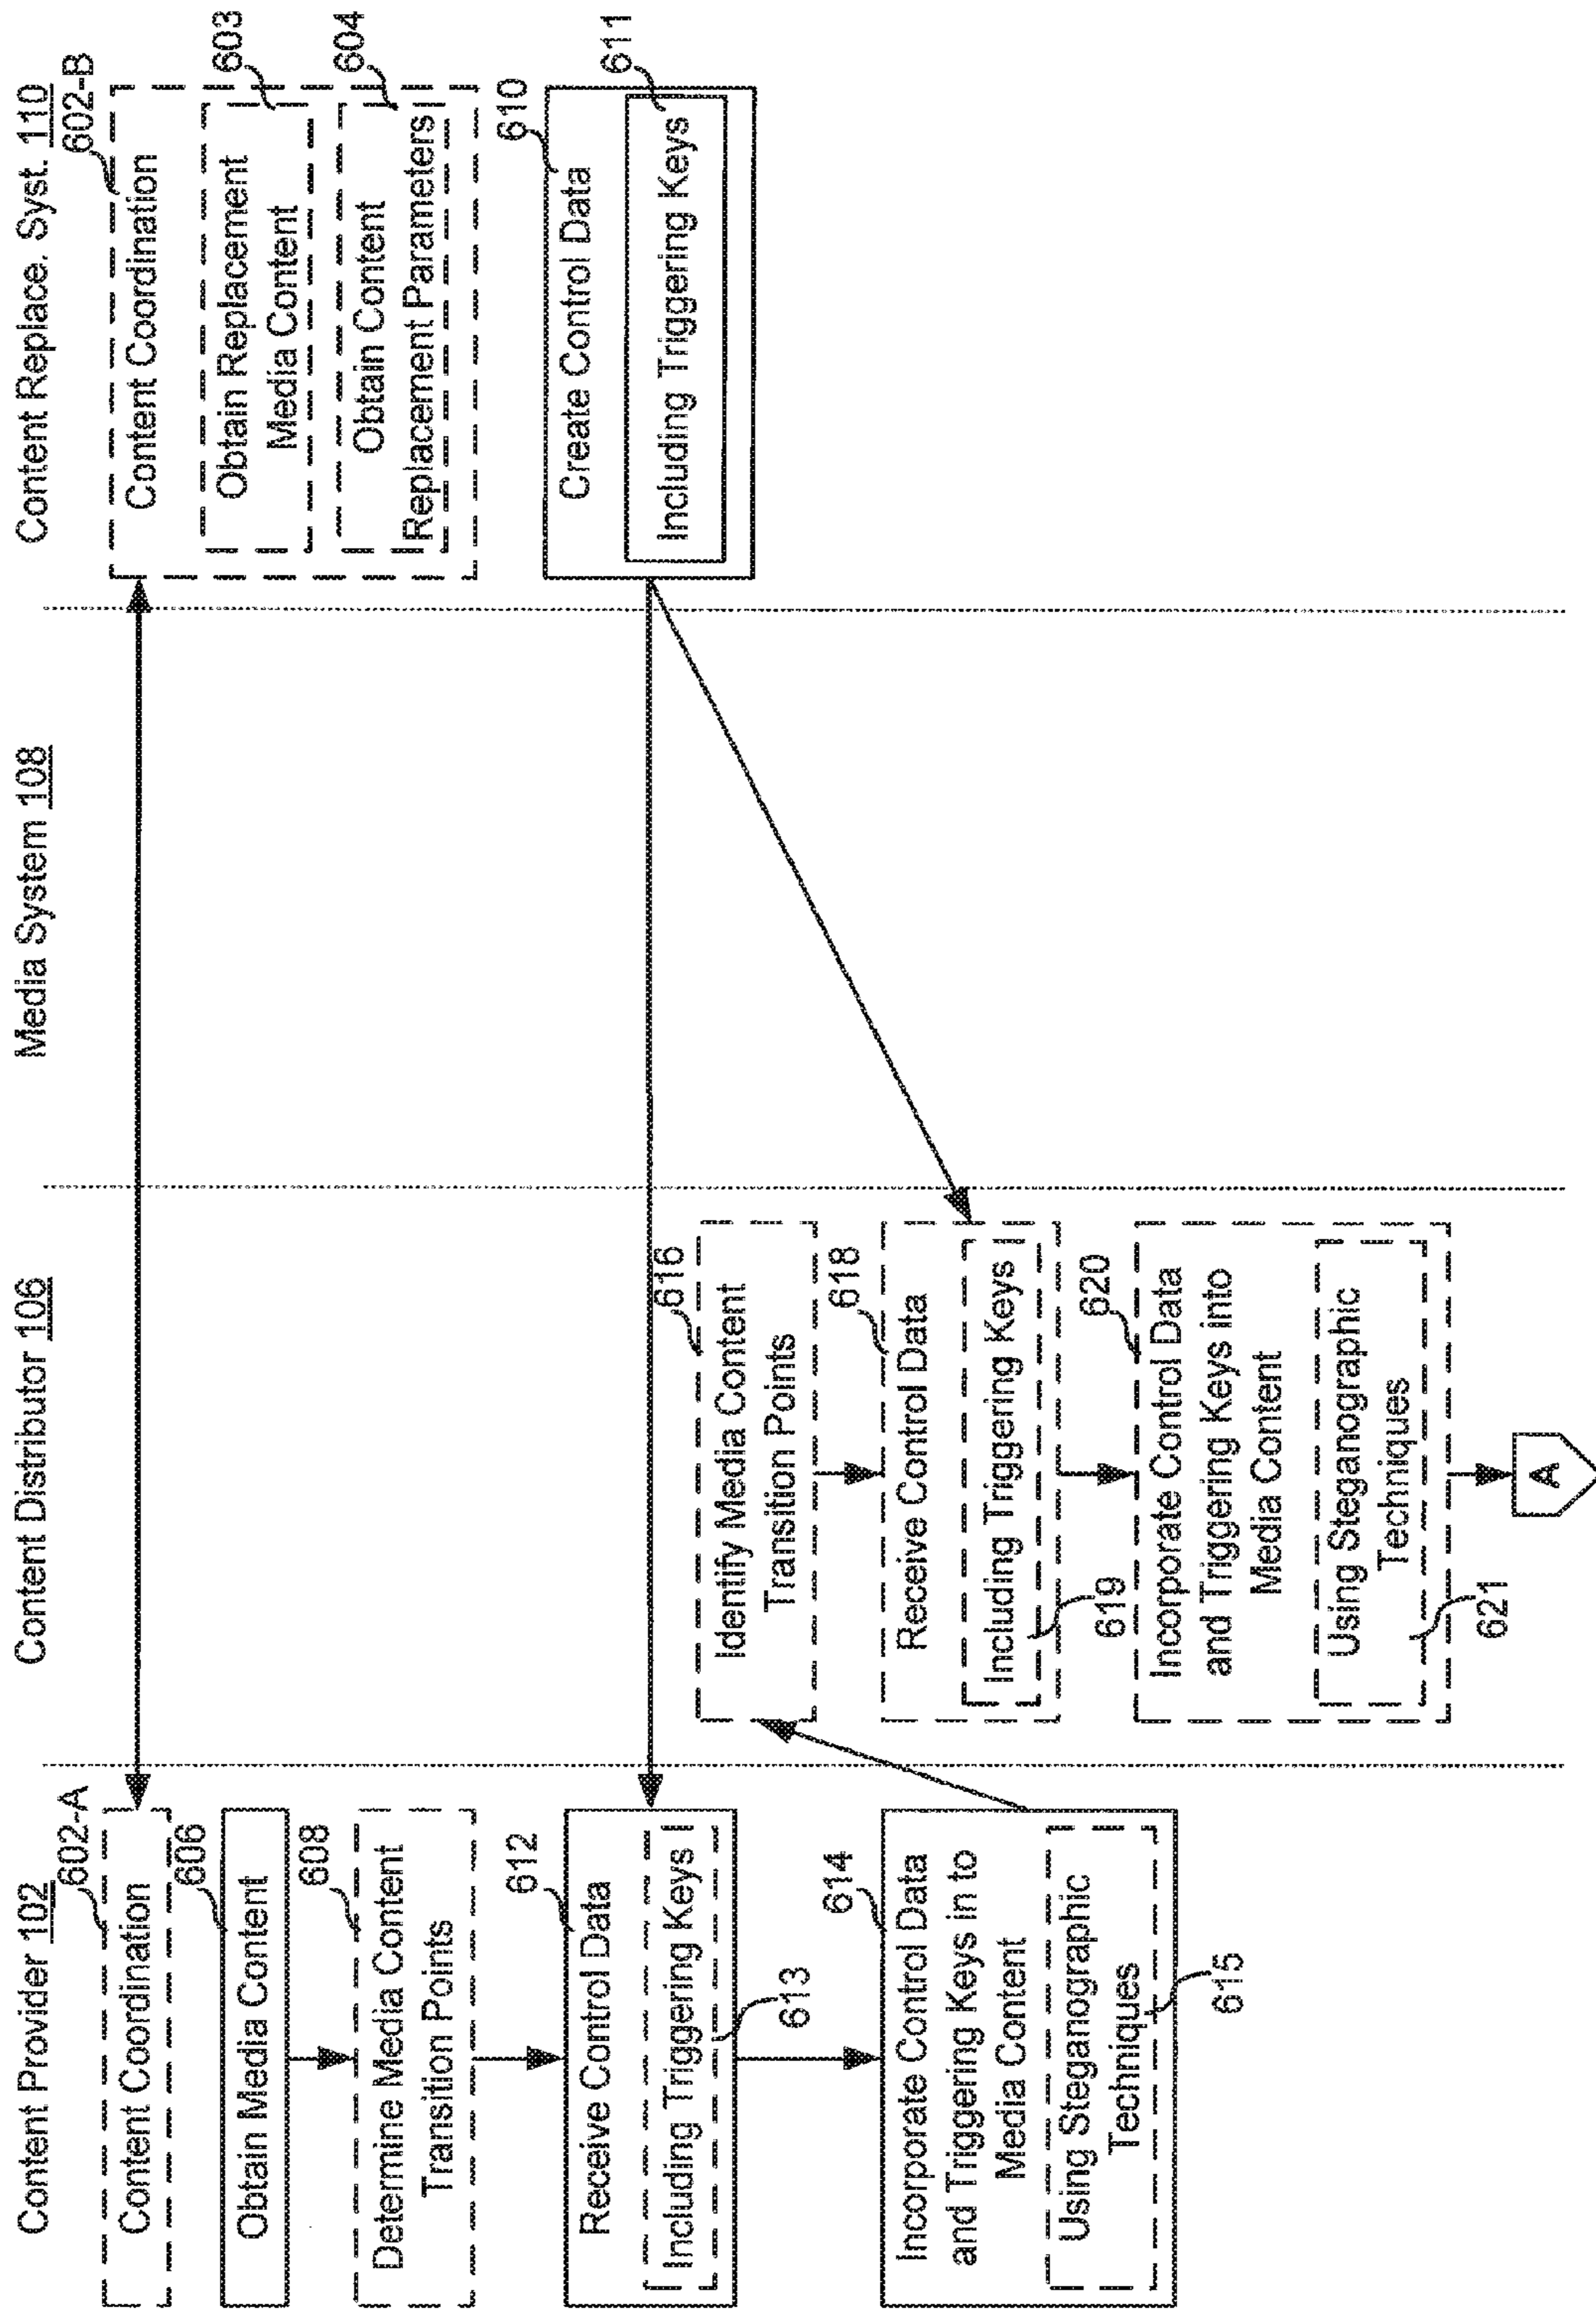 Content Provider 102
602-A
Content Coordination
606
Obtain Media Content
608
Determine Media Content
Transition Points
612
Receive Control Data
Including Triggering Keys
613
614
Incorporate Control Data
and Triggering Keys in to
Media Content
Using Steganographic
Techniques
615
Content Distributor 106
616
Identify Media Content
Transition Points
618
Receive Control Data
Including Triggering Keys
619
620
Incorporate Control Data
and Triggering Keys into
Media Content
Using Steganographic
Techniques
621
A
Media System 108
Content Replace. Syst. 110
602-B
Content Coordination
603
Obtain Replacement
Media Content
604
Obtain Content
Replacement Parameters
610
Create Control Data
611
Including Triggering Keys